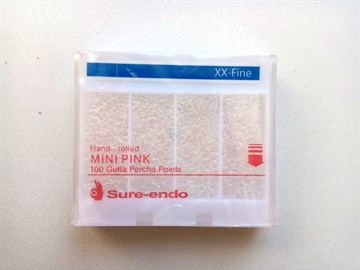 XX-Fine
Hand - rolled
MINI PINK
100 Gutta Percha Points
Sure-endo